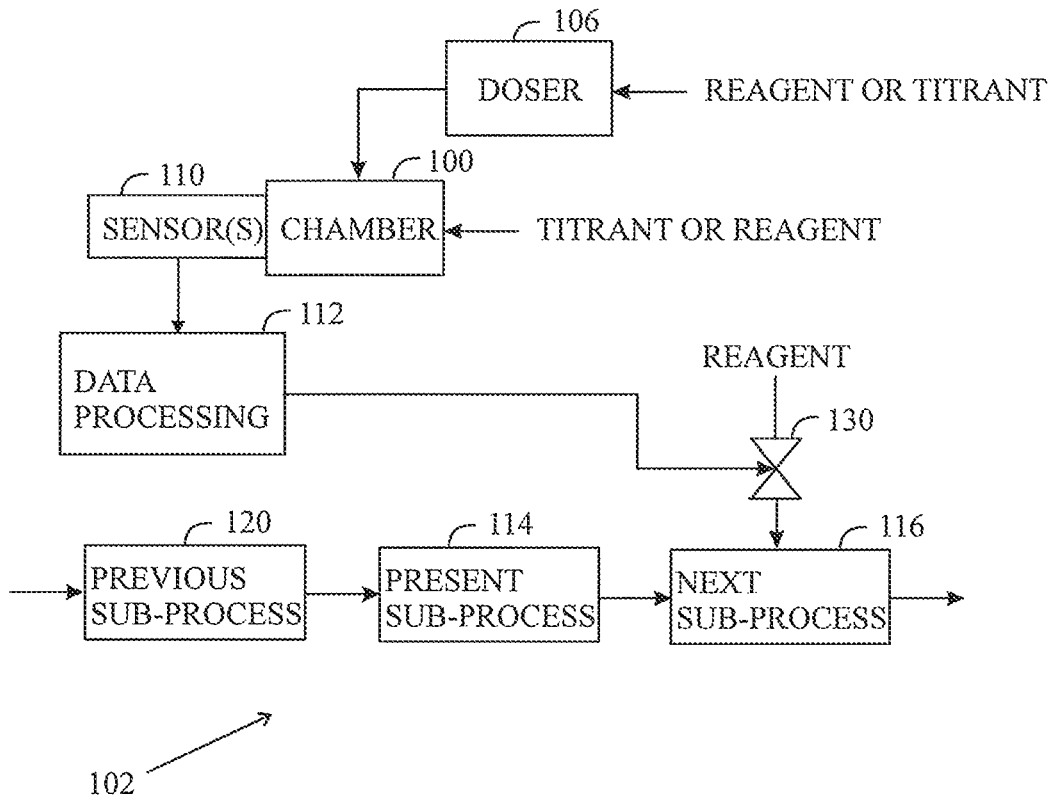 106
DOSER
REAGENT OR TITRANT
100
110
SENSOR(S)
CHAMBER
TITRANT OR REAGENT
112
DATA
PROCESSING
REAGENT
130
120
PREVIOUS
SUB-PROCESS
114
PRESENT
SUB-PROCESS
116
NEXT
SUB-PROCESS
102